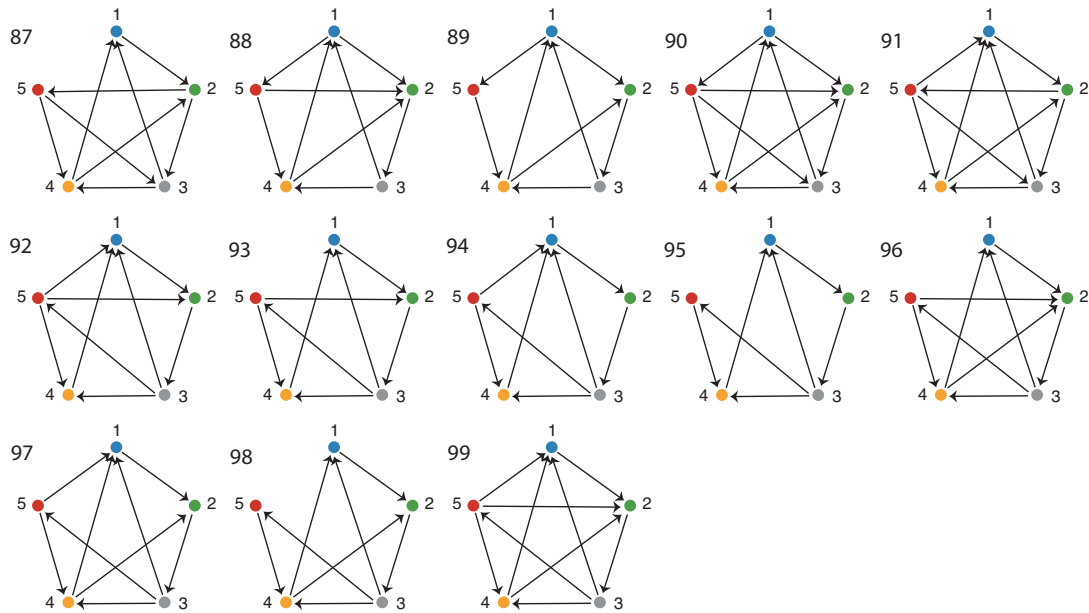 87 1 5 2 4 3
88 1 5 2 4 3
89 1 5 2 4 3
90 1 5 2 4 3
91 1 5 2 4 3
92 1 5 2 4 3
93 1 5 2 4 3
94 1 5 2 4 3
95 1 5 2 4 3
96 1 5 2 4 3
97 1 5 2 4 3
98 1 5 2 4 3
99 1 5 2 4 3